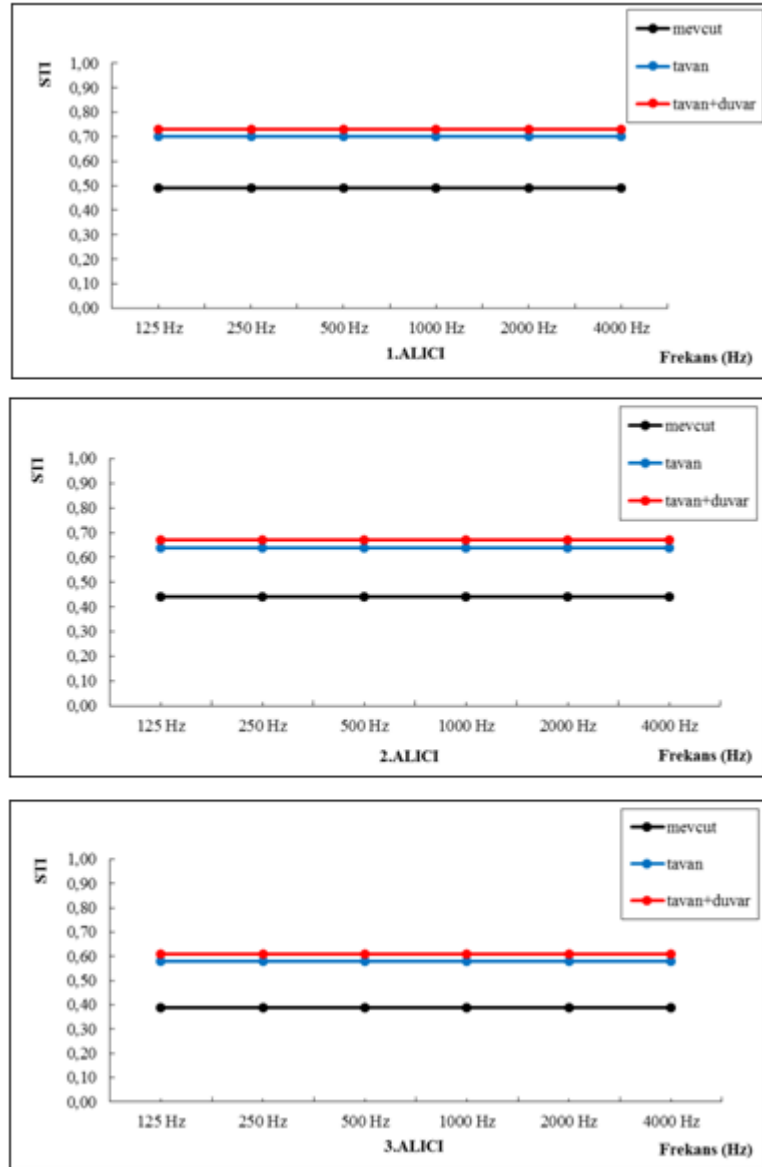 mevcut
tavan
tavan+duvar
STI
1,00
0,90
0,80
0,70
0,60
0,50
0,40
0,30
0,20
0,10
0,00
125 Hz 250 Hz 500 Hz 1000 Hz 2000 Hz 4000 Hz
1.ALICI Frekans (Hz)
mevcut
tavan
tavan+duvar
STI
1,00
0,90
0,80
0,70
0,60
0,50
0,40
0,30
0,20
0,10
0,00
125 Hz 250 Hz 500 Hz 1000 Hz 2000 Hz 4000 Hz
2.ALICI Frekans (Hz)
mevcut
tavan
tavan+duvar
STI
1,00
0,90
0,80
0,70
0,60
0,50
0,40
0,30
0,20
0,10
0,00
125 Hz 250 Hz 500 Hz 1000 Hz 2000 Hz 4000 Hz
3.ALICI Frekans (Hz)